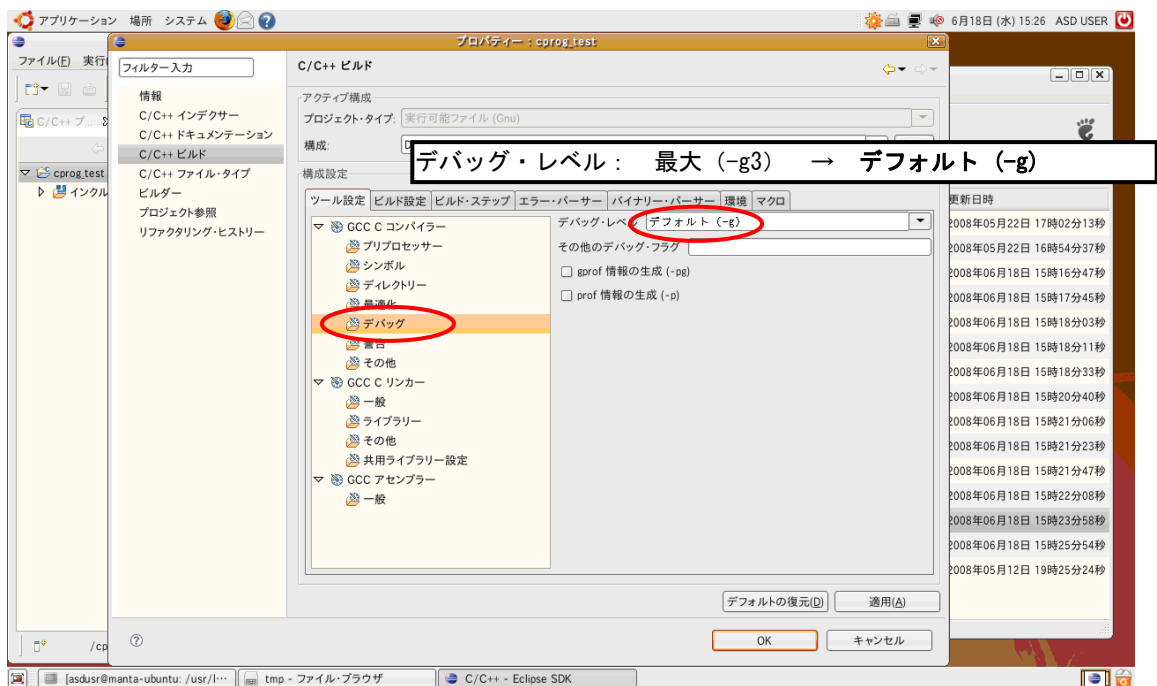 アプリケーション 場所 システム
6月18日 (水) 15:26 ASD USER
プロパティー : cprog_test
ファイル(F) 実行
フィルター入力
情報
C/C++ インデクサー
C/C++ ドキュメンテーション
C/C++ ビルド
C/C++ ファイル・タイプ
ビルダー
プロジェクト参照
リファクタリング・ヒストリー
C/C++ プ...
cprog_test
インクル
C/C++ ビルド
アクティブ構成
プロジェクト・タイプ: 実行可能ファイル (Gnu)
構成:
デバッグ・レベル： 最大（-g3） → デフォルト（-g）
構成設定
ツール設定 ビルド設定 ビルド・ステップ エラー・パーサー バイナリー・パーサー 環境 マクロ
GCC C コンパイラー
プリプロセッサー
シンボル
ディレクトリー
最適化
デバッグ
警告
その他
GCC C リンカー
一般
ライブラリー
その他
共用ライブラリー設定
GCC アセンブラー
一般
デバッグ・レベル デフォルト (-g)
その他のデバッグ・フラグ
gprof 情報の生成 (-pg)
prof 情報の生成 (-p)
更新日時
2008年05月22日 17時02分13秒
2008年05月22日 16時54分37秒
2008年06月18日 15時16分47秒
2008年06月18日 15時17分45秒
2008年06月18日 15時18分03秒
2008年06月18日 15時18分11秒
2008年06月18日 15時18分33秒
2008年06月18日 15時20分40秒
2008年06月18日 15時21分06秒
2008年06月18日 15時21分23秒
2008年06月18日 15時21分47秒
2008年06月18日 15時22分08秒
2008年06月18日 15時23分58秒
2008年06月18日 15時25分54秒
2008年05月12日 19時25分24秒
デフォルトの復元(D) 適用(A)
OK キャンセル
/cp
[asdusr@manta-ubuntu: /usr/l… tmp - ファイル・ブラウザ C/C++ - Eclipse SDK